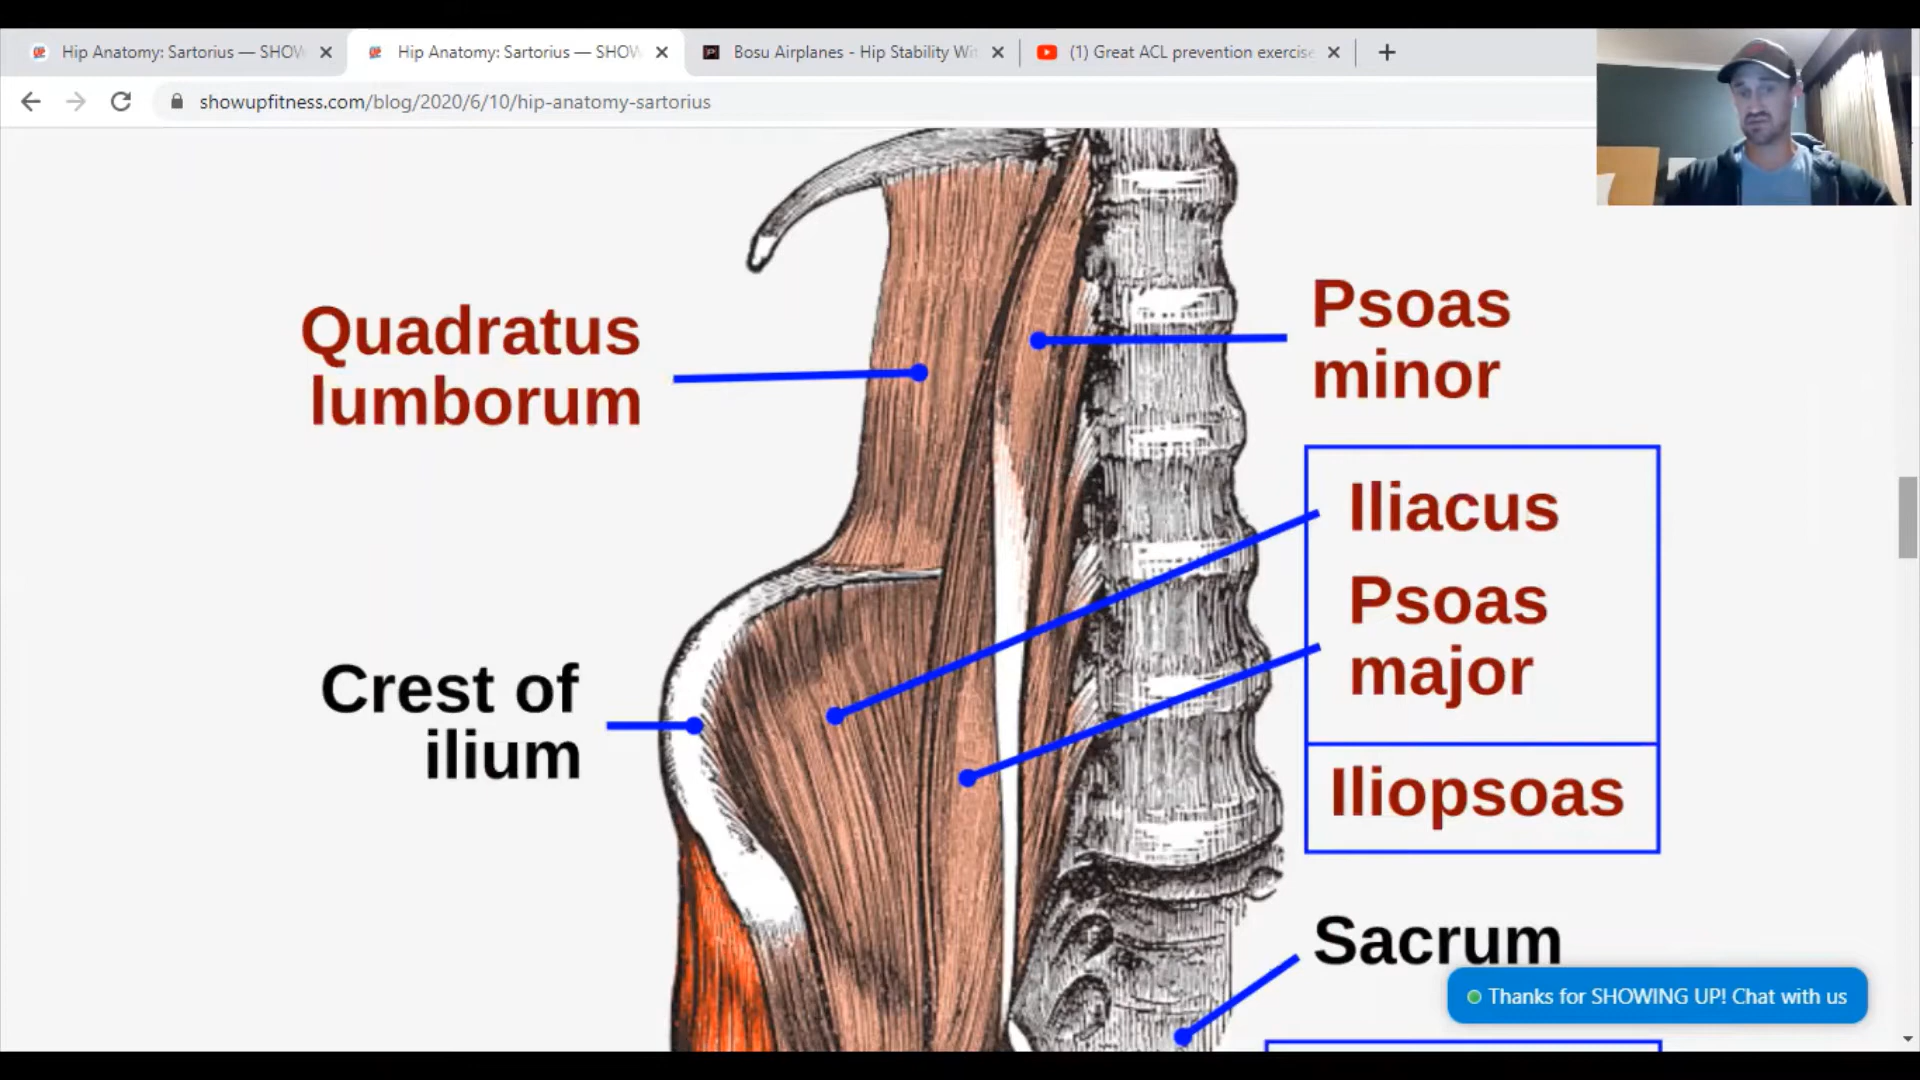 Hip Anatomy: Sartorius — SHOW
Hip Anatomy: Sartorius — SHOW
Bosu Airplanes - Hip Stability Wit
(1) Great ACL prevention exercise
showupfitness.com/blog/2020/6/10/hip-anatomy-sartorius
Quadratus
lumborum
Psoas
minor
Iliacus
Psoas
major
Iliopsoas
Crest of
ilium
Sacrum
Thanks for SHOWING UP! Chat with us